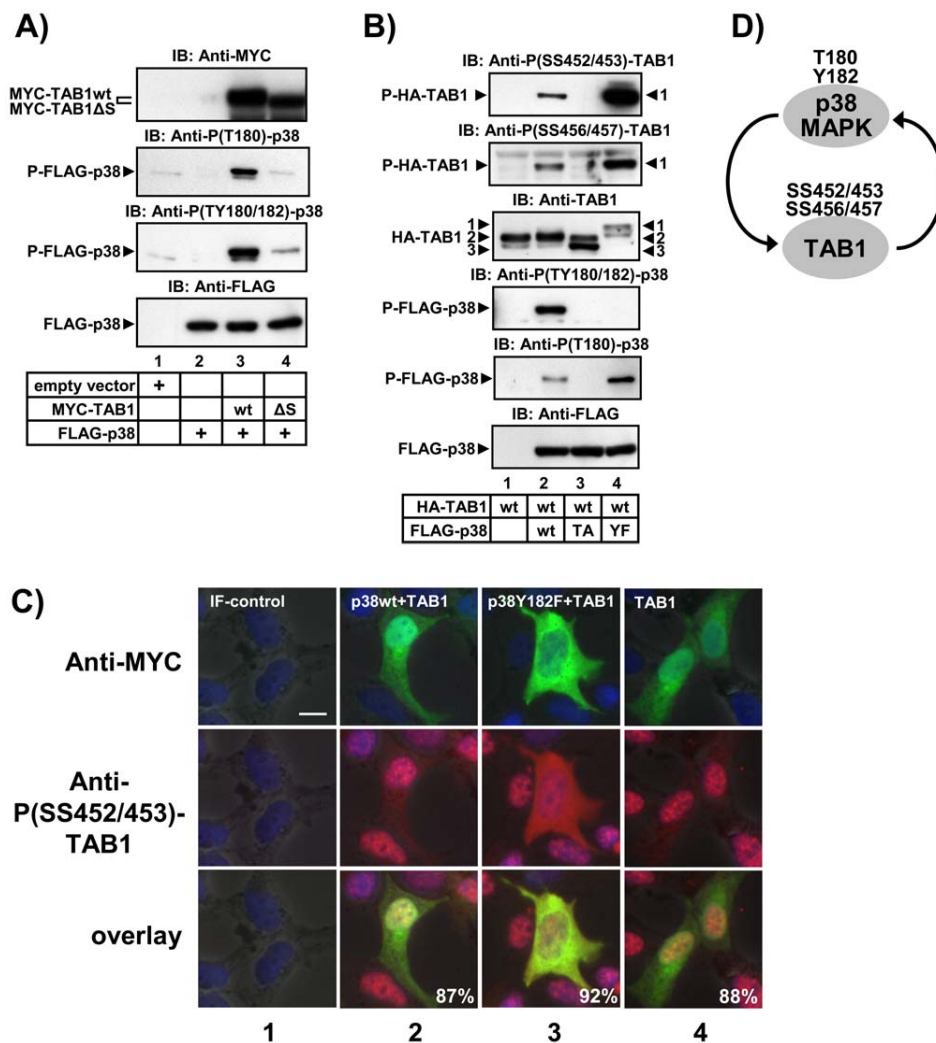 A)
IB: Anti-MYC
MYC-TAB1wt
MYC-TAB1ΔS
IB: Anti-P(T180)-p38
P-FLAG-p38
IB: Anti-P(TY180/182)-p38
P-FLAG-p38
IB: Anti-FLAG
FLAG-p38
1 2 3 4
empty vector +
MYC-TAB1 wt ΔS
FLAG-p38 + + +
B)
IB: Anti-P(SS452/453)-TAB1
P-HA-TAB1 1
IB: Anti-P(SS456/457)-TAB1
P-HA-TAB1 1
IB: Anti-TAB1
1 1
HA-TAB1 2 2
3 3
IB: Anti-P(TY180/182)-p38
P-FLAG-p38
IB: Anti-P(T180)-p38
P-FLAG-p38
IB: Anti-FLAG
FLAG-p38
1 2 3 4
HA-TAB1 wt wt wt wt
FLAG-p38 wt TA YF
D)
T180
Y182
p38
MAPK
SS452/453
SS456/457
TAB1
C)
IF-control p38wt+TAB1 p38Y182F+TAB1 TAB1
Anti-MYC
Anti-
P(SS452/453)-
TAB1
overlay
87% 92% 88%
1 2 3 4